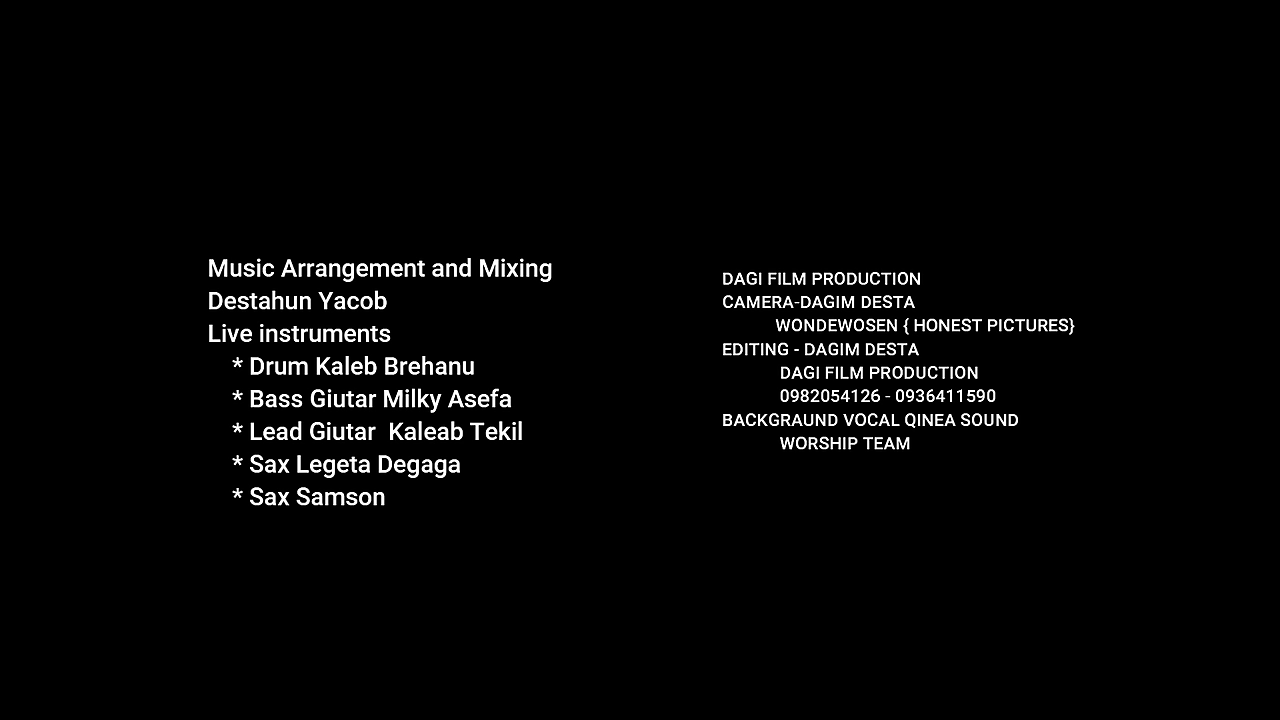 Music Arrangement and Mixing
Destahun Yacob
Live instruments
* Drum Kaleb Brehanu
* Bass Giutar Milky Asefa
* Lead Giutar  Kaleab Tekil
* Sax Legeta Degaga
* Sax Samson
DAGI FILM PRODUCTION
CAMERA-DAGIM DESTA
WONDEWOSEN { HONEST PICTURES}
EDITING - DAGIM DESTA
DAGI FILM PRODUCTION
0982054126 - 0936411590
BACKGRAUND VOCAL QINEA SOUND
WORSHIP TEAM